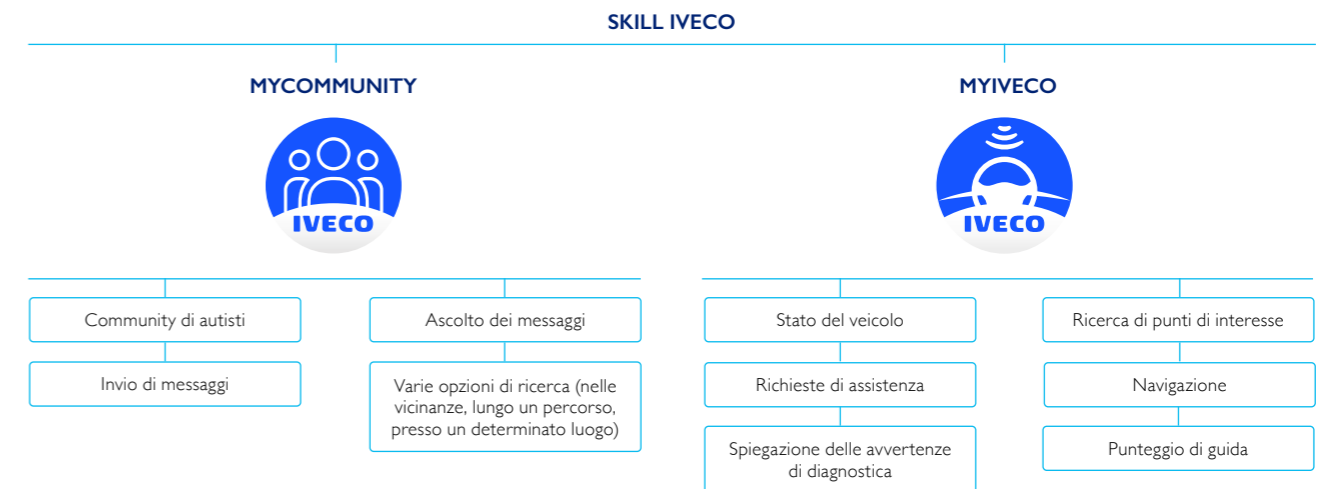 SKILL IVECO
MYCOMMUNITY
IVECO
Community di autisti
Invio di messaggi
Ascolto dei messaggi
Varie opzioni di ricerca (nelle
vicinanze, lungo un percorso,
presso un determinato luogo)
MYIVECO
IVECO
Stato del veicolo
Richieste di assistenza
Spiegazione delle avvertenze
di diagnostica
Ricerca di punti di interesse
Navigazione
Punteggio di guida